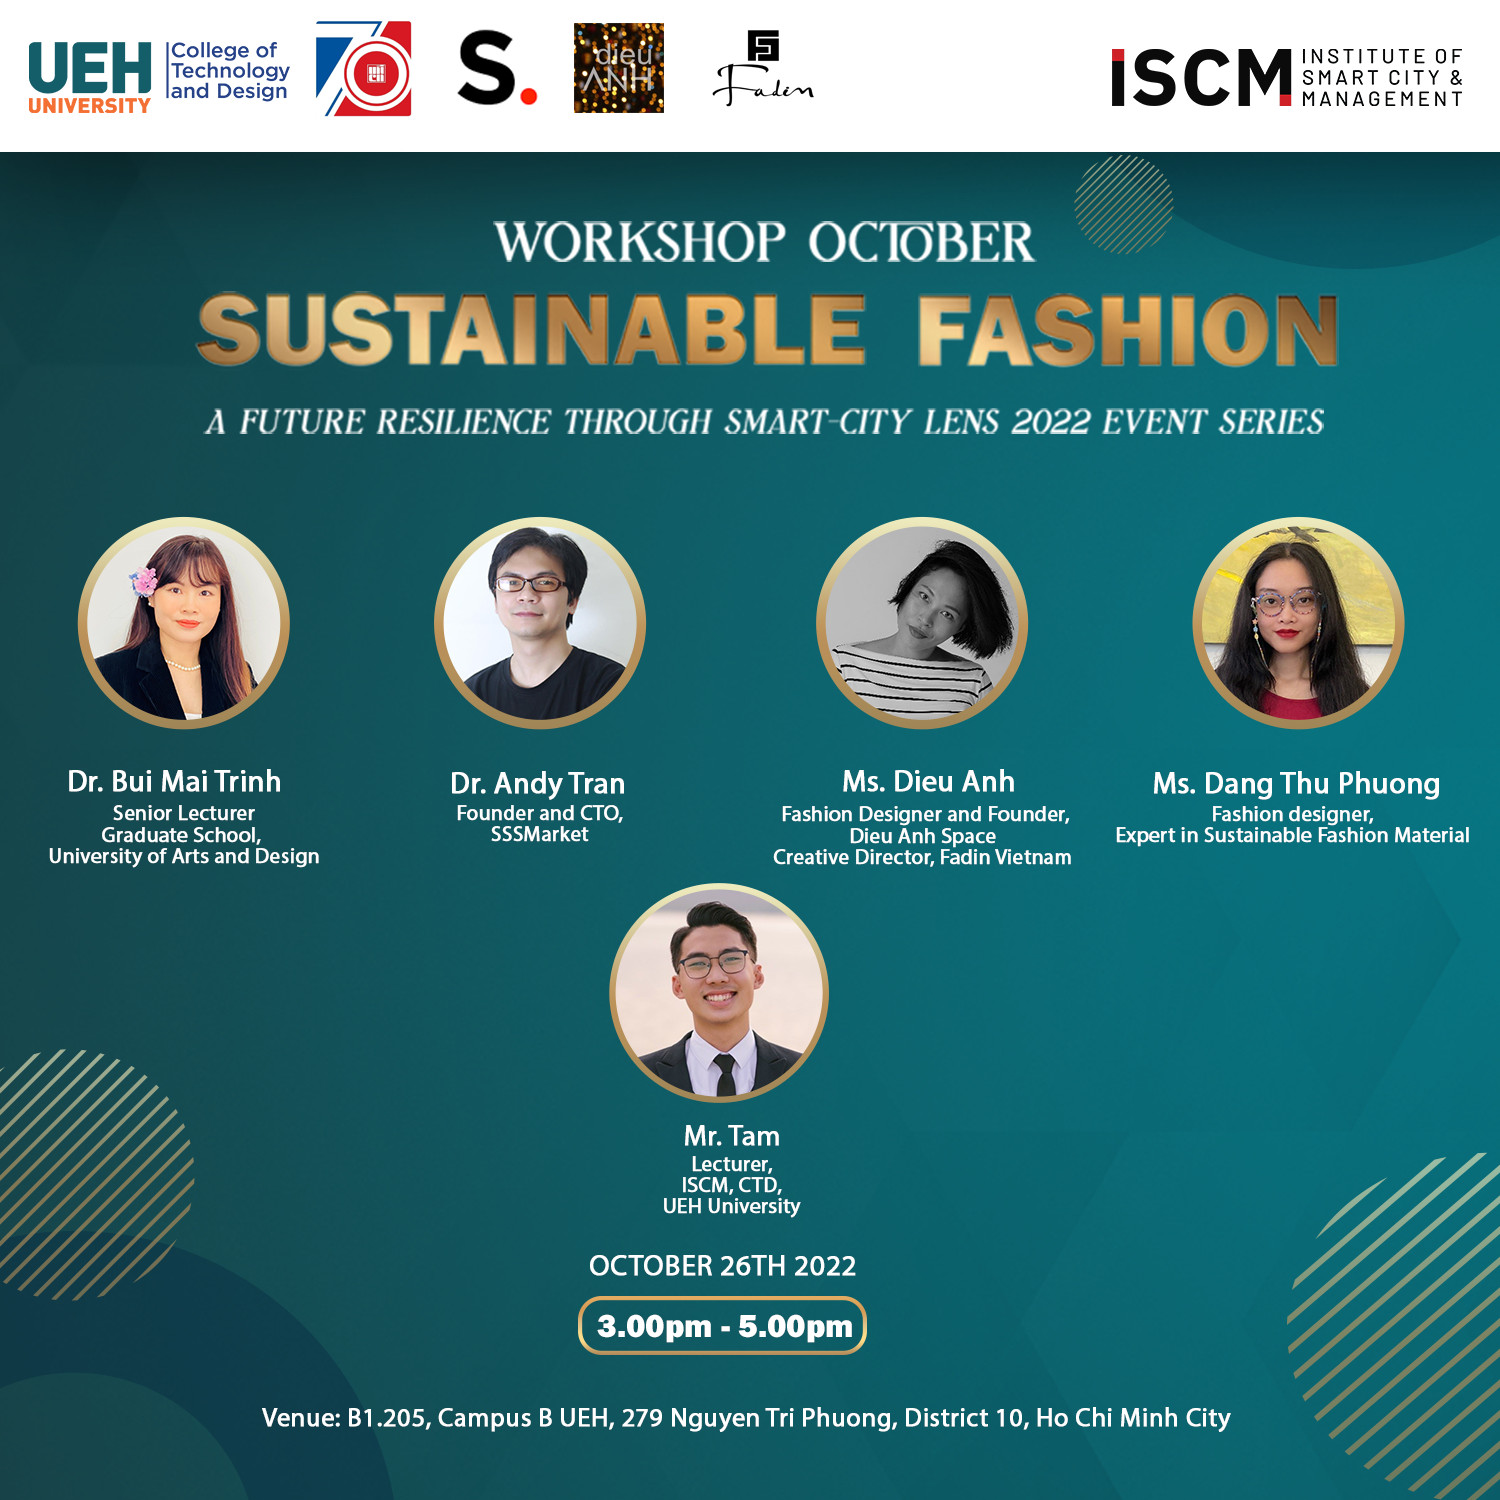 UEH
UNIVERSITY
College of
Technology
and Design
S.
dieu
ANH
Fadin
ISCM
INSTITUTE OF
SMART CITY &
MANAGEMENT
WORKSHOP OCTOBER
SUSTAINABLE FASHION
A FUTURE RESILIENCE THROUGH SMART-CITY LENS 2022 EVENT SERIES
Dr. Bui Mai Trinh
Senior Lecturer
Graduate School,
University of Arts and Design
Dr. Andy Tran
Founder and CTO,
SSSMarket
Ms. Dieu Anh
Fashion Designer and Founder,
Dieu Anh Space
Creative Director, Fadin Vietnam
Ms. Dang Thu Phuong
Fashion designer,
Expert in Sustainable Fashion Material
Mr. Tam
Lecturer,
ISCM, CTD,
UEH University
OCTOBER 26TH 2022
3.00pm - 5.00pm
Venue: B1.205, Campus B UEH, 279 Nguyen Tri Phuong, District 10, Ho Chi Minh City